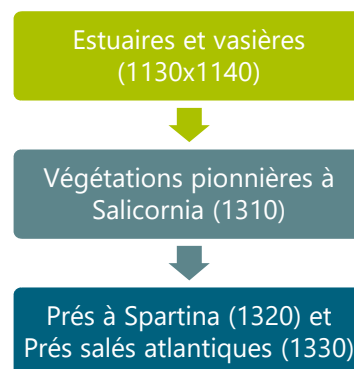 Estuaires et vasières
(1130x1140)
Végétations pionnières à
Salicornia (1310)
Prés à Spartina (1320) et
Prés salés atlantiques (1330)